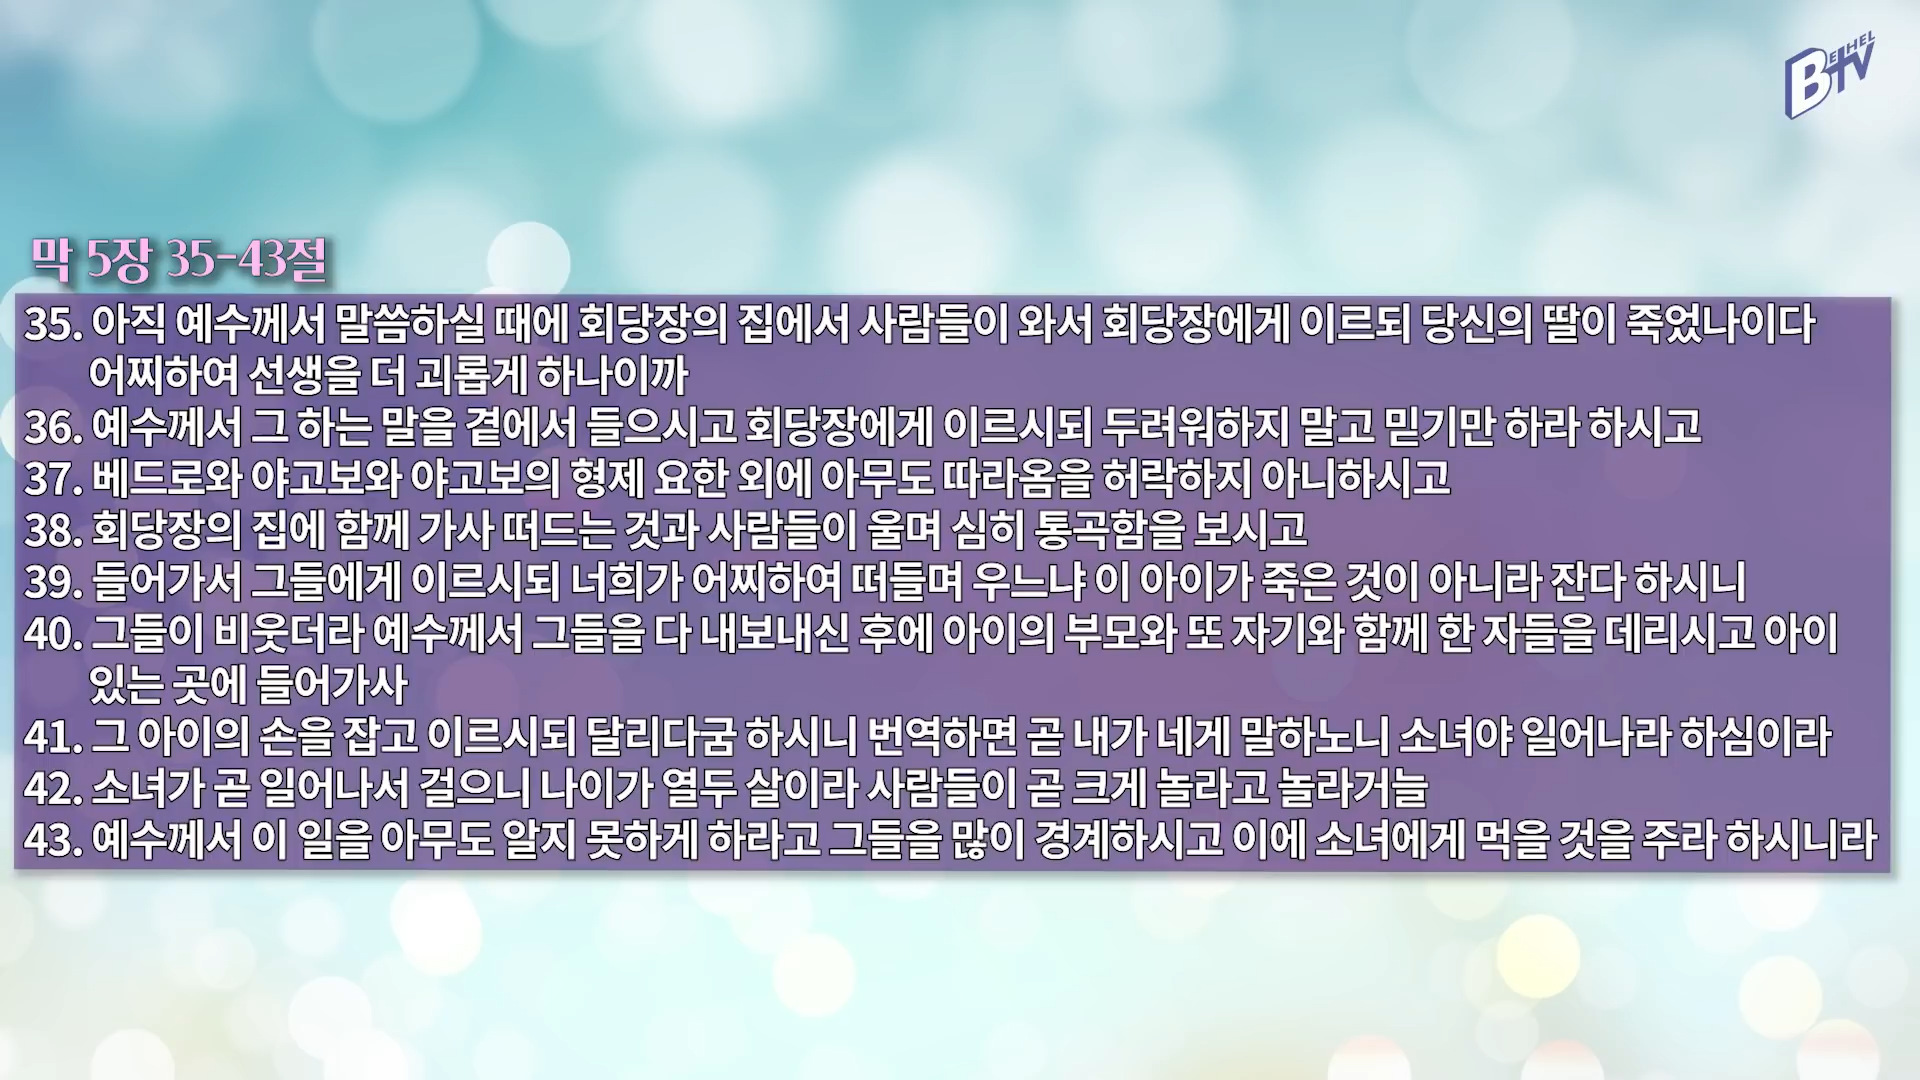 BETHEL TV
막 5장 35-43절
35. 아직 예수께서 말씀하실 때에 회당장의 집에서 사람들이 와서 회당장에게 이르되 당신의 딸이 죽었나이다
어찌하여 선생을 더 괴롭게 하나이까
36. 예수께서 그 하는 말을 곁에서 들으시고 회당장에게 이르시되 두려워하지 말고 믿기만 하라 하시고
37. 베드로와 야고보와 야고보의 형제 요한 외에 아무도 따라옴을 허락하지 아니하시고
38. 회당장의 집에 함께 가사 떠드는 것과 사람들이 울며 심히 통곡함을 보시고
39. 들어가서 그들에게 이르시되 너희가 어찌하여 떠들며 우느냐 이 아이가 죽은 것이 아니라 잔다 하시니
40. 그들이 비웃더라 예수께서 그들을 다 내보내신 후에 아이의 부모와 또 자기와 함께 한 자들을 데리시고 아이
있는 곳에 들어가사
41. 그 아이의 손을 잡고 이르시되 달리다굼 하시니 번역하면 곧 내가 네게 말하노니 소녀야 일어나라 하심이라
42. 소녀가 곧 일어나서 걸으니 나이가 열두 살이라 사람들이 곧 크게 놀라고 놀라거늘
43. 예수께서 이 일을 아무도 알지 못하게 하라고 그들을 많이 경계하시고 이에 소녀에게 먹을 것을 주라 하시니라